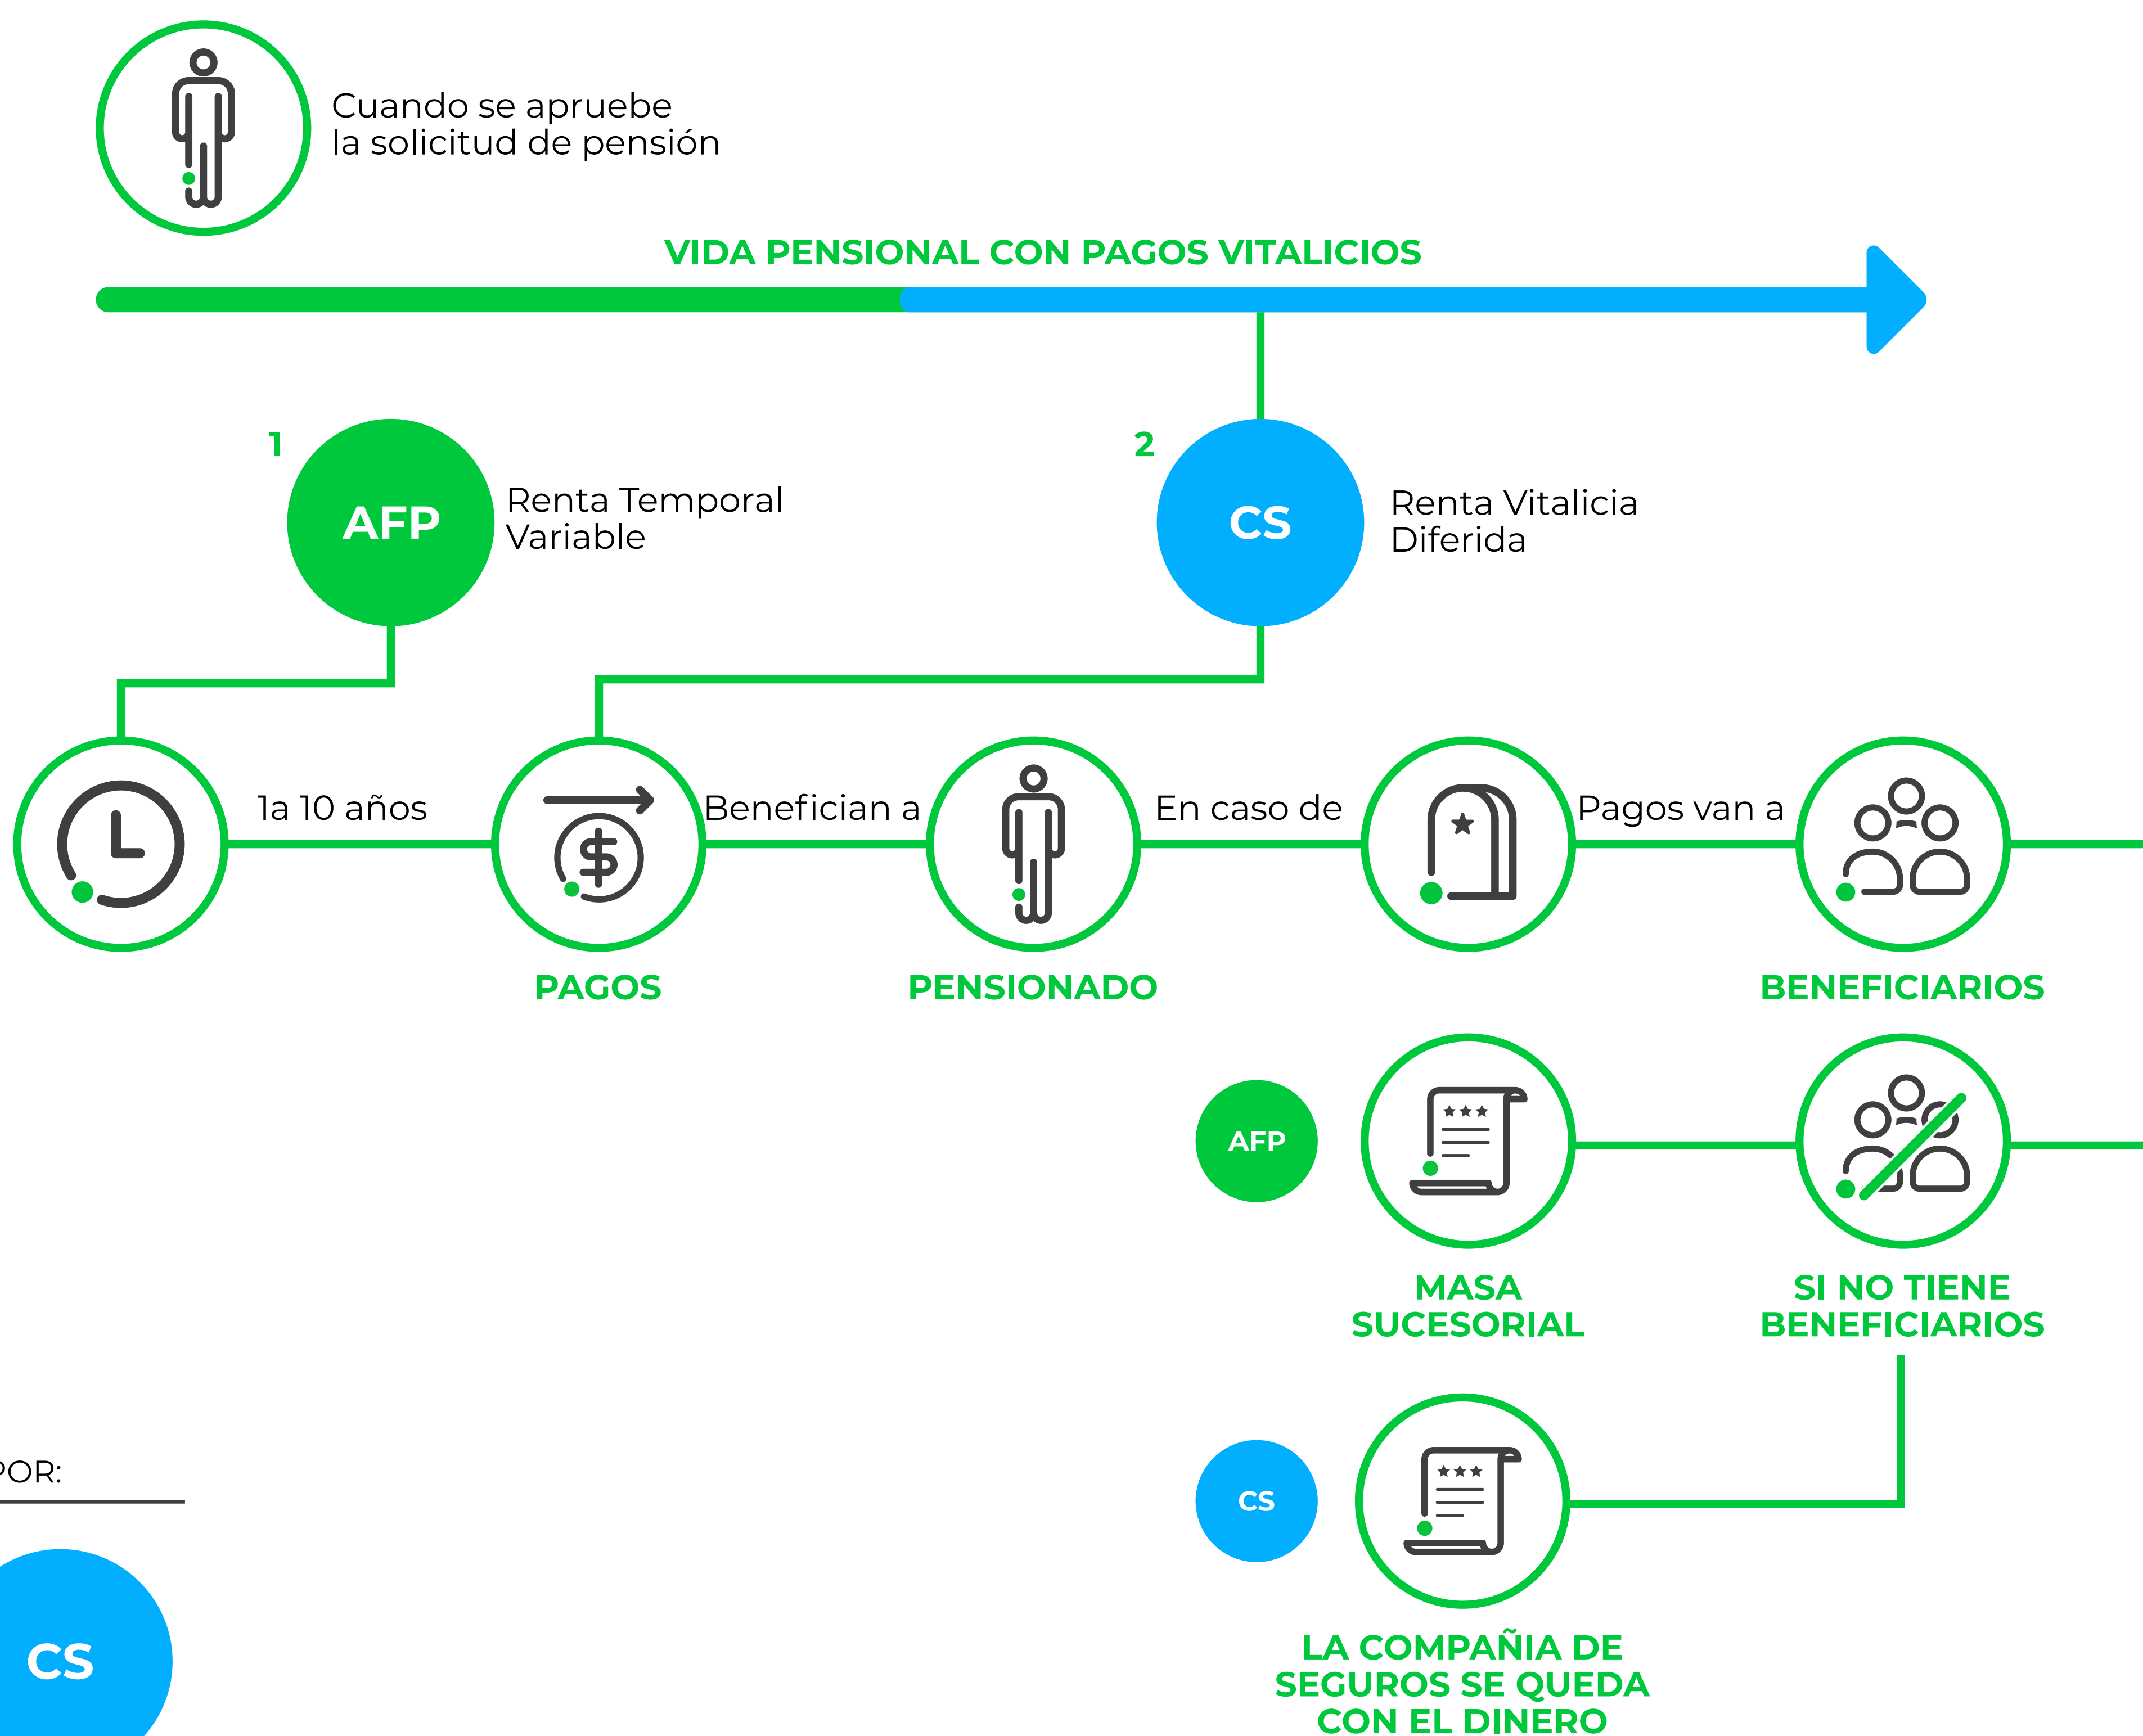 Cuando se apruebe
la solicitud de pensión
VIDA PENSIONAL CON PAGOS VITALICIOS
1
AFP
Renta Temporal
Variable
2
CS
Renta Vitalicia
Diferida
1a 10 años
Benefician a
En caso de
Pagos van a
PAGOS
PENSIONADO
BENEFICIARIOS
AFP
MASA
SUCESORIAL
SI NO TIENE
BENEFICIARIOS
POR:
CS
CS
LA COMPAÑIA DE
SEGUROS SE QUEDA
CON EL DINERO